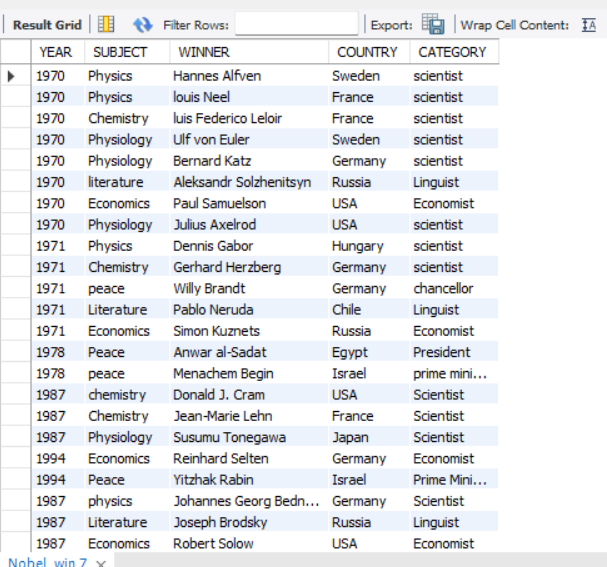 Result Grid Filter Rows: Export: Wrap Cell Content: IA
YEAR SUBJECT WINNER COUNTRY CATEGORY
1970 Physics Hannes Alfven Sweden scientist
1970 Physics louis Neel France scientist
1970 Chemistry luis Federico Leloir France scientist
1970 Physiology Ulf von Euler Sweden scientist
1970 Physiology Bernard Katz Germany scientist
1970 literature Aleksandr Solzhenitsyn Russia Linguist
1970 Economics Paul Samuelson USA Economist
1970 Physiology Julius Axelrod USA scientist
1971 Physics Dennis Gabor Hungary scientist
1971 Chemistry Gerhard Herzberg Germany scientist
1971 peace Willy Brandt Germany chancellor
1971 Literature Pablo Neruda Chile Linguist
1971 Economics Simon Kuznets Russia Economist
1978 Peace Anwar al-Sadat Egypt President
1978 peace Menachem Begin Israel prime mini...
1987 chemistry Donald J. Cram USA Scientist
1987 Chemistry Jean-Marie Lehn France Scientist
1987 Physiology Susumu Tonegawa Japan Scientist
1994 Economics Reinhard Selten Germany Economist
1994 Peace Yitzhak Rabin Israel Prime Mini...
1987 physics Johannes Georg Bedn... Germany Scientist
1987 Literature Joseph Brodsky Russia Linguist
1987 Economics Robert Solow USA Economist
Nobel_win 7